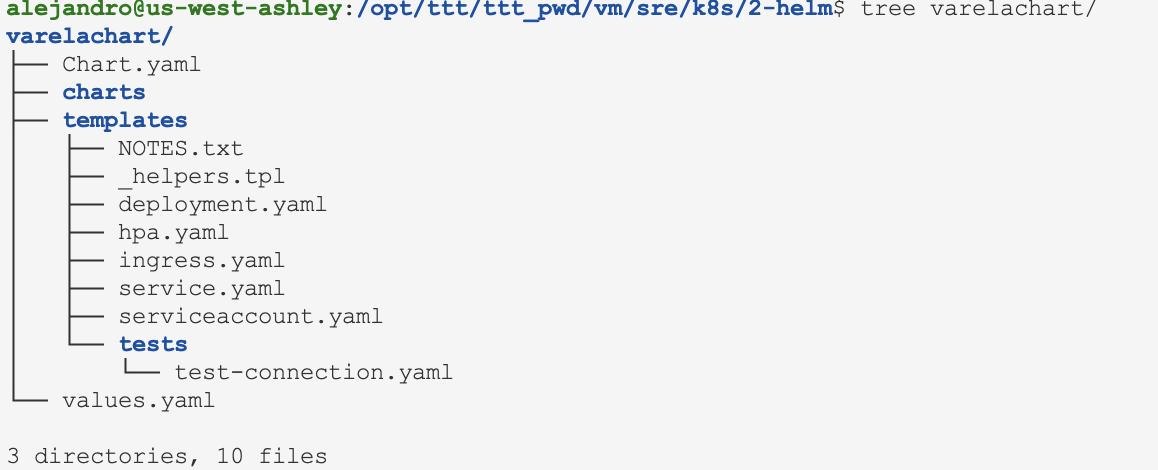 alejandro@us-west-ashley:/opt/ttt/ttt_pwd/vm/sre/k8s/2-helm$ tree varelachart/
varelachart/
├── Chart.yaml
├── charts
├── templates
│   ├── NOTES.txt
│   ├── _helpers.tpl
│   ├── deployment.yaml
│   ├── hpa.yaml
│   ├── ingress.yaml
│   ├── service.yaml
│   ├── serviceaccount.yaml
│   └── tests
│       └── test-connection.yaml
└── values.yaml
3 directories, 10 files